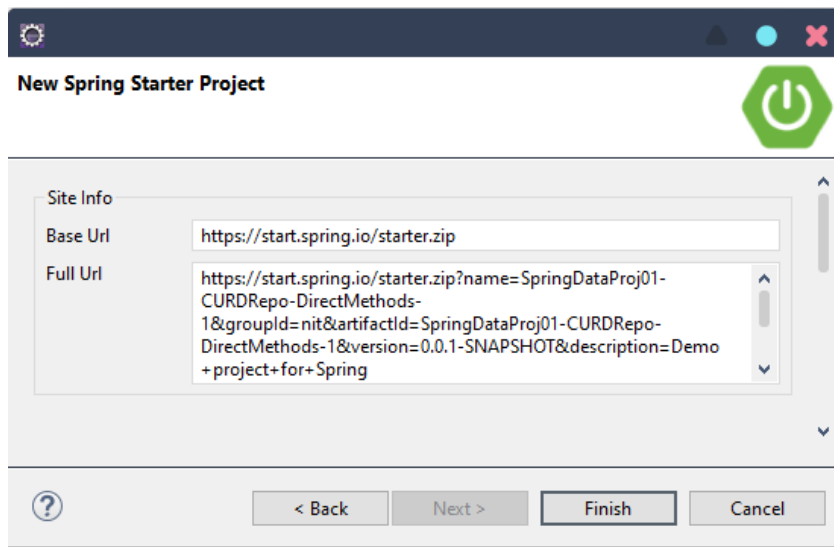 New Spring Starter Project
Site Info
Base Url
https://start.spring.io/starter.zip
Full Url
https://start.spring.io/starter.zip?name=SpringDataProj01-
CURDRepo-DirectMethods-
1&groupId=nit&artifactId=SpringDataProj01-CURDRepo-
DirectMethods-1&version=0.0.1-SNAPSHOT&description=Demo
+project+for+Spring
?
< Back
Next >
Finish
Cancel